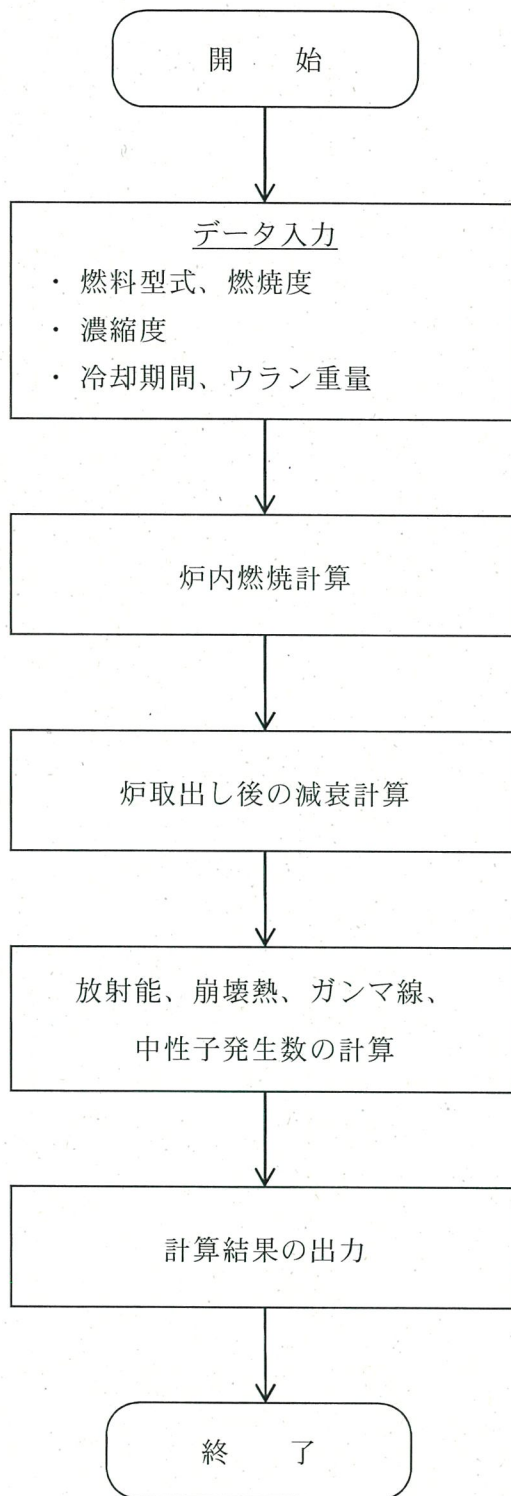 開　始
データ入力
・ 燃料型式、燃焼度
・ 濃縮度
・ 冷却期間、ウラン重量
炉内燃焼計算
炉取出し後の減衰計算
放射能、崩壊熱、ガンマ線、
中性子発生数の計算
計算結果の出力
終　了